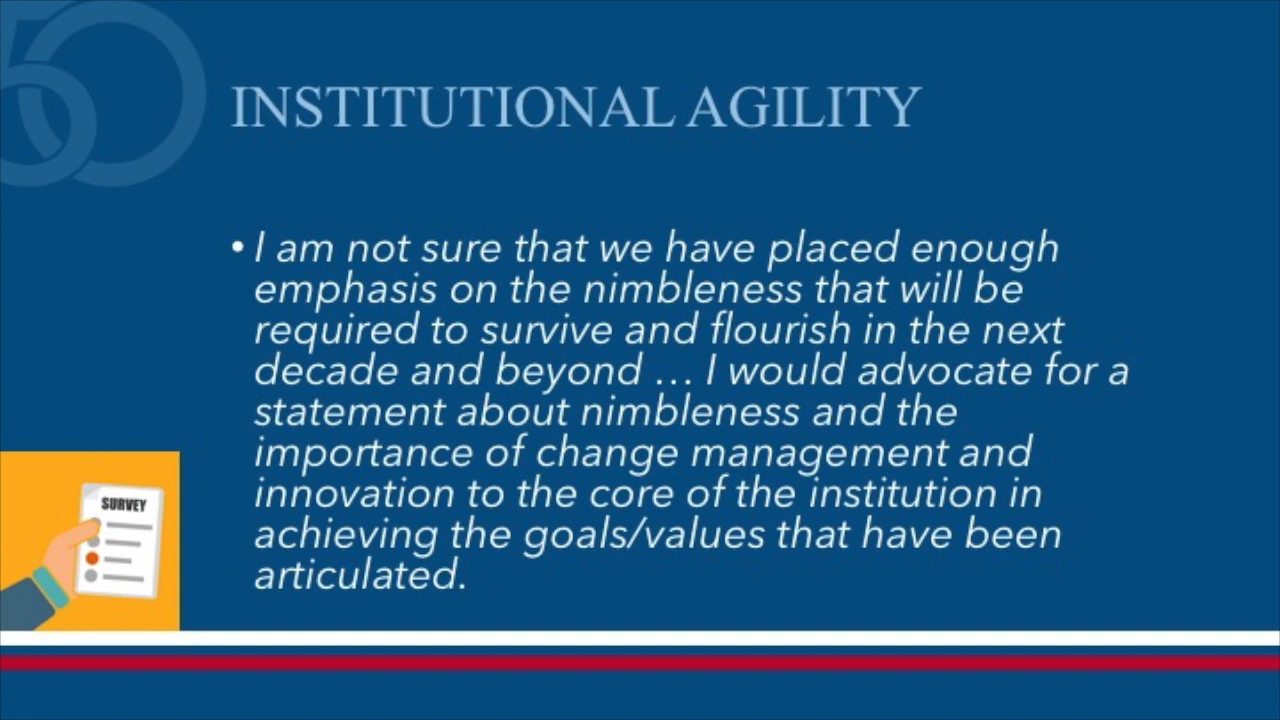 50
INSTITUTIONAL AGILITY
• I am not sure that we have placed enough
emphasis on the nimbleness that will be
required to survive and flourish in the next
decade and beyond … I would advocate for a
statement about nimbleness and the
importance of change management and
innovation to the core of the institution in
achieving the goals/values that have been
articulated.
SURVEY